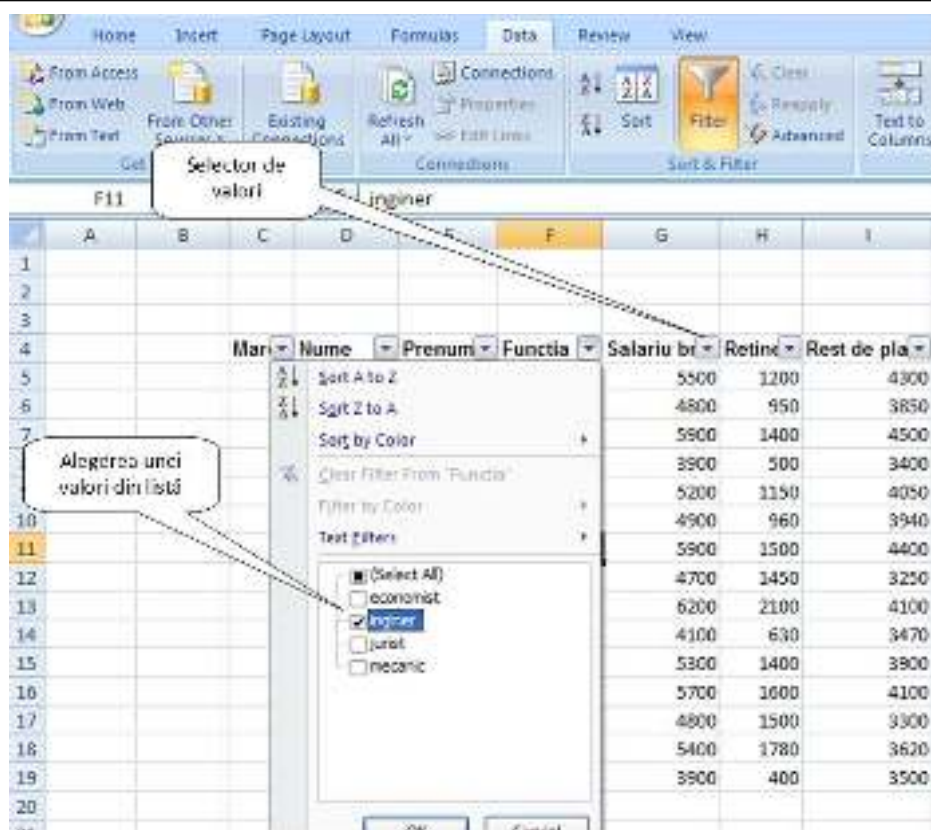 Home Insert Page Layout Formulas Data Review View
From Access
From Web
From Text
From Other
Sources
Existing
Connections
Refresh
All
Connections
Properties
Edit Links
Connections
Sort
Filter
Clear
Reapply
Advanced
Sort & Filter
Text to
Columns
Selector de
valori
F11 inginer
A B C D E F G H I
1
2
3
4 Mar Nume Prenum Functia Salariu br Retine Rest de pla
5 5500 1200 4300
6 4800 950 3850
7 5900 1400 4500
3900 500 3400
5200 1150 4050
10 4900 960 3940
11 5900 1500 4400
12 4700 1450 3250
13 6200 2100 4100
14 4100 630 3470
15 5300 1400 3900
16 5700 1600 4100
17 4800 1500 3300
18 5400 1780 3620
19 3900 400 3500
20
Sort A to Z
Sort Z to A
Sort by Color
Clear Filter From "Functia"
Filter by Color
Text Filters
(Select All)
economist
inginer
jurist
mecanic
OK Cancel
Alegerea unei
valori din listă